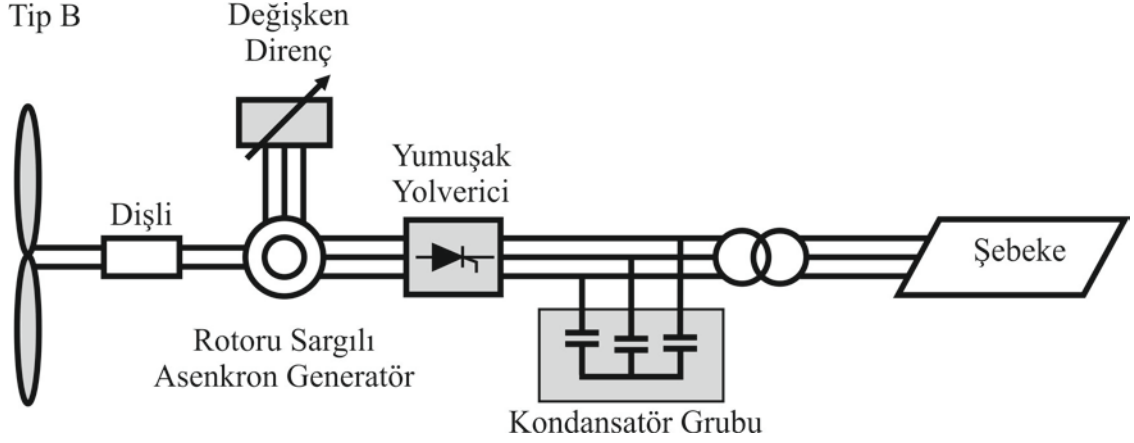 Tip B
Değişken
Direnç
Yumuşak
Yolverici
Dişli
Şebeke
Rotoru Sargılı
Asenkron Generatör
Kondansatör Grubu